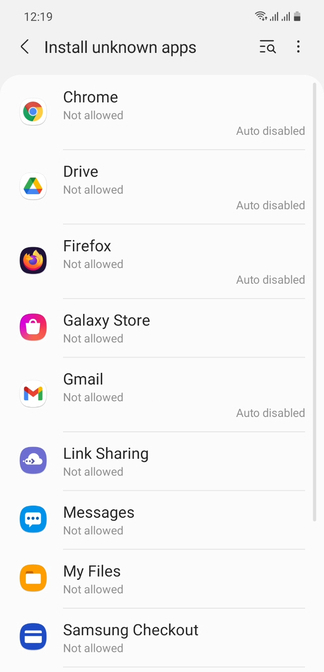 12:19
Install unknown apps
Chrome
Not allowed
Auto disabled
Drive
Not allowed
Auto disabled
Firefox
Not allowed
Auto disabled
Galaxy Store
Not allowed
Gmail
Not allowed
Auto disabled
Link Sharing
Not allowed
Messages
Not allowed
My Files
Not allowed
Samsung Checkout
Not allowed